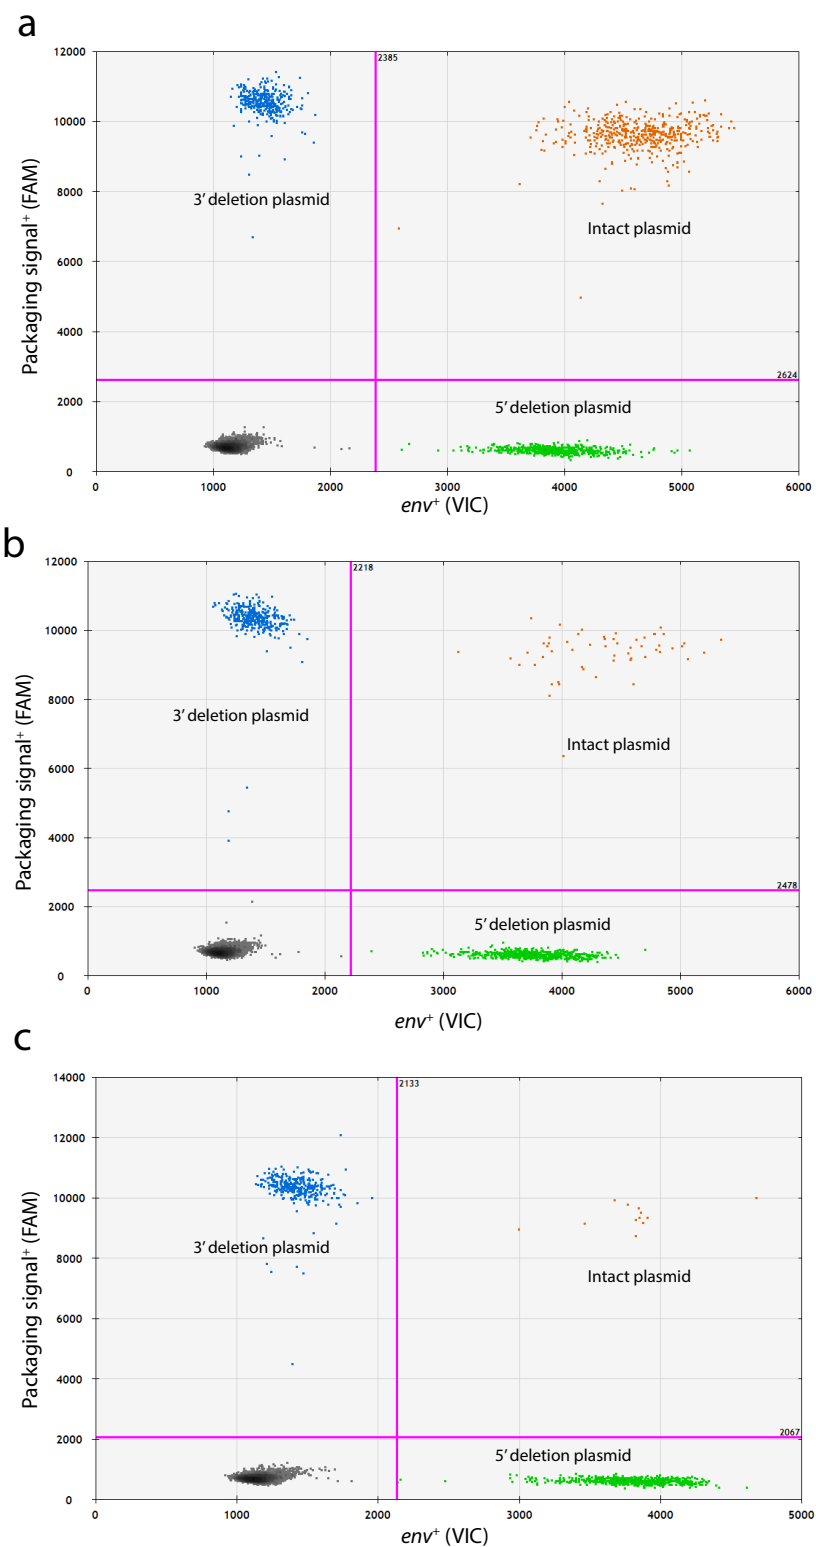 a
12000
2385
10000
3’ deletion plasmid
8000
Intact plasmid
6000
4000
Packaging signal⁺ (FAM)
2624
5’ deletion plasmid
2000
0
0 1000 2000 3000 4000 5000 6000
env⁺ (VIC)
b
12000
2218
10000
8000
3’ deletion plasmid
Intact plasmid
6000
4000
Packaging signal⁺ (FAM)
2478
2000
5’ deletion plasmid
0
0 1000 2000 3000 4000 5000 6000
env⁺ (VIC)
c
14000
2133
12000
10000
3’ deletion plasmid
8000
Intact plasmid
6000
4000
Packaging signal⁺ (FAM)
2067
2000
5’ deletion plasmid
0
0 1000 2000 3000 4000 5000
env⁺ (VIC)